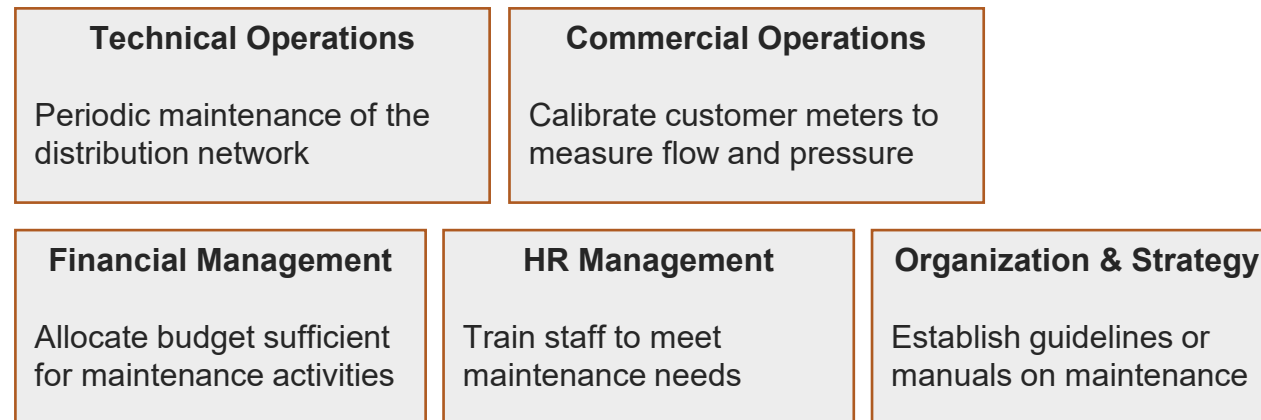 Technical Operations
Periodic maintenance of the
distribution network
Commercial Operations
Calibrate customer meters to
measure flow and pressure
Financial Management
Allocate budget sufficient
for maintenance activities
HR Management
Train staff to meet
maintenance needs
Organization & Strategy
Establish guidelines or
manuals on maintenance